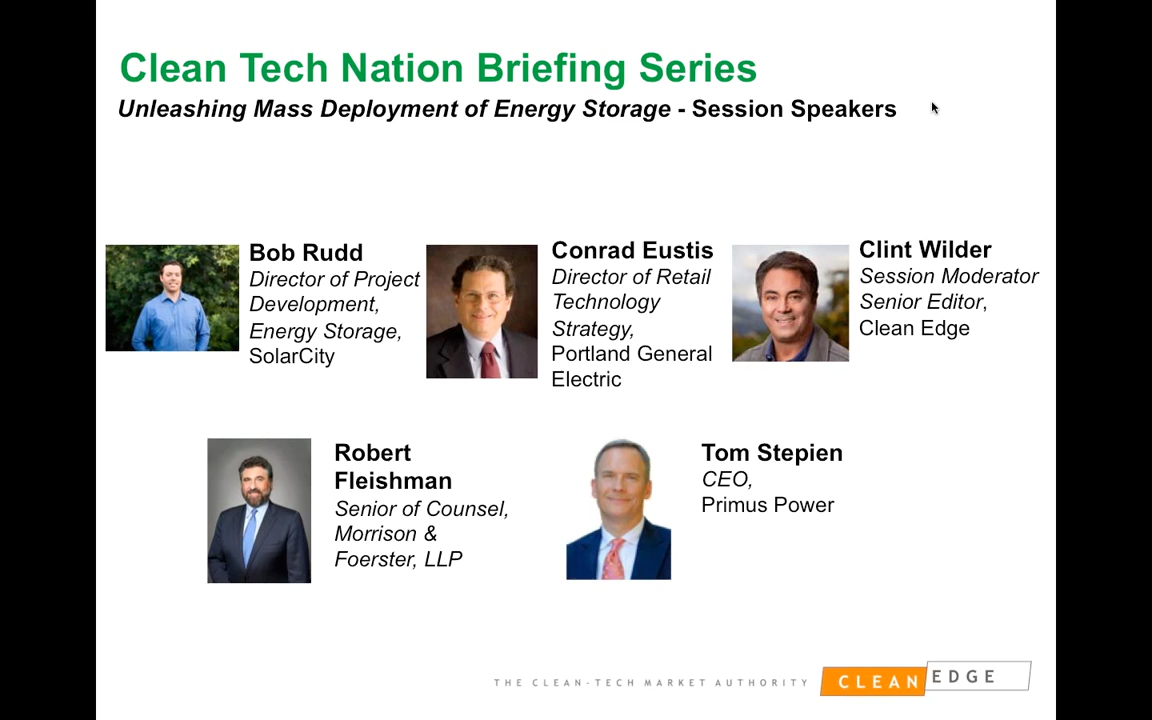 Clean Tech Nation Briefing Series
Unleashing Mass Deployment of Energy Storage - Session Speakers
Bob Rudd
Director of Project
Development,
Energy Storage,
SolarCity
Conrad Eustis
Director of Retail
Technology
Strategy,
Portland General
Electric
Clint Wilder
Session Moderator
Senior Editor,
Clean Edge
Robert
Fleishman
Senior of Counsel,
Morrison &
Foerster, LLP
Tom Stepien
CEO,
Primus Power
THE CLEAN-TECH MARKET AUTHORITY
CLEAN EDGE